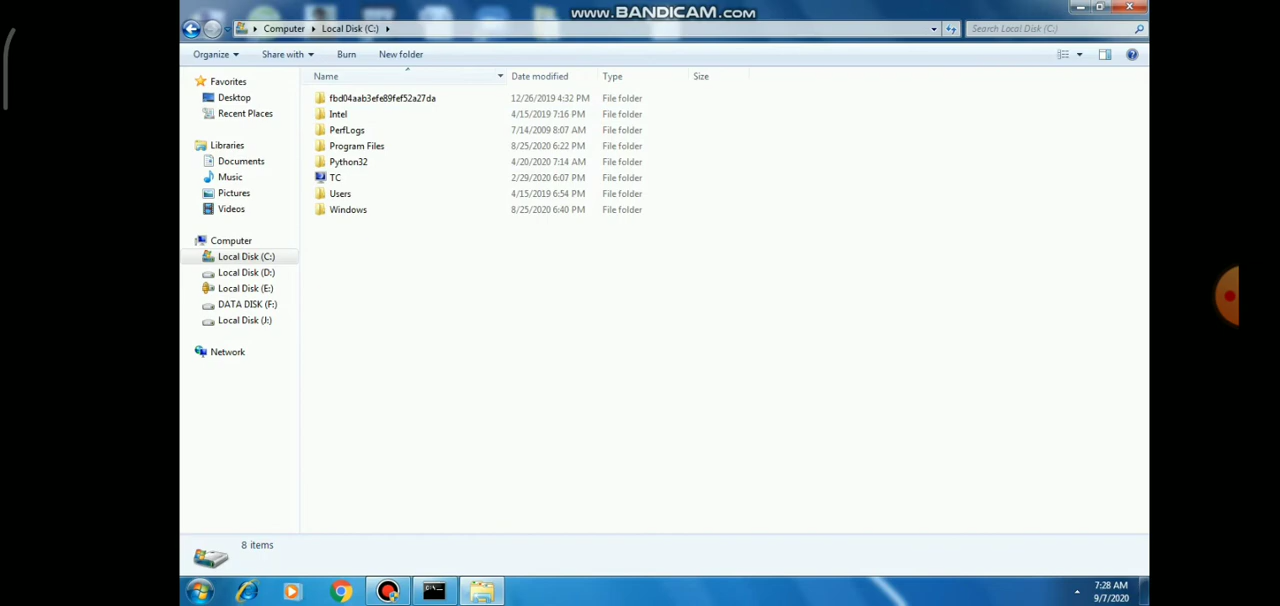 www.BANDICAM.com
Computer Local Disk (C:)
Search Local Disk (C:)
Organize Share with Burn New folder
Name Date modified Type Size
Favorites
Desktop
Recent Places
Libraries
Documents
Music
Pictures
Videos
Computer
Local Disk (C:)
Local Disk (D:)
Local Disk (E:)
DATA DISK (F:)
Local Disk (J:)
Network
fbd04aab3efe89fef52a27da 12/26/2019 4:32 PM File folder
Intel 4/15/2019 7:16 PM File folder
PerfLogs 7/14/2009 8:07 AM File folder
Program Files 8/25/2020 6:22 PM File folder
Python32 4/20/2020 7:14 AM File folder
TC 2/29/2020 6:07 PM File folder
Users 4/15/2019 6:54 PM File folder
Windows 8/25/2020 6:40 PM File folder
8 items
7:28 AM
9/7/2020